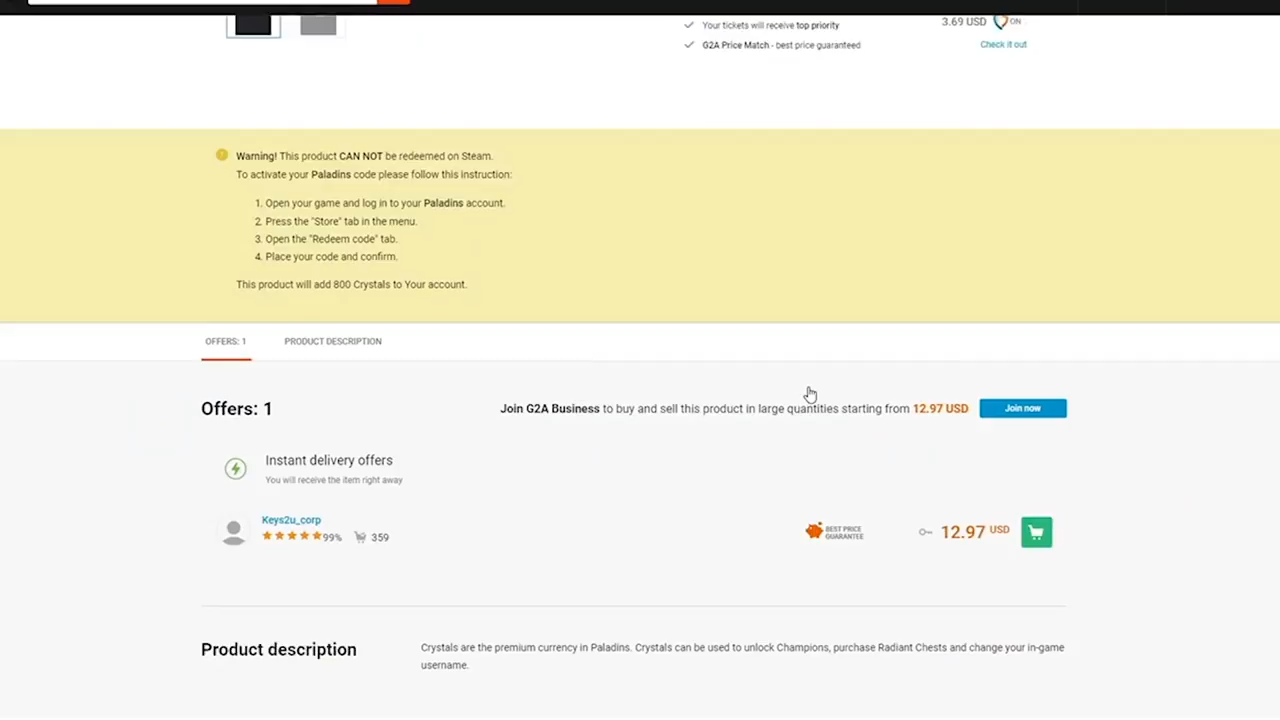 Your tickets will receive top priority
3.69 USD ON
G2A Price Match - best price guaranteed
Check it out
Warning! This product CAN NOT be redeemed on Steam.
To activate your Paladins code please follow this instruction:
1. Open your game and log in to your Paladins account.
2. Press the "Store" tab in the menu.
3. Open the "Redeem code" tab.
4. Place your code and confirm.
This product will add 800 Crystals to Your account.
OFFERS: 1 PRODUCT DESCRIPTION
Offers: 1
Join G2A Business to buy and sell this product in large quantities starting from 12.97 USD
Join now
Instant delivery offers
You will receive the item right away
Keys2u_corp
99% 359
BEST PRICE
GUARANTEE
12.97 USD
Product description
Crystals are the premium currency in Paladins. Crystals can be used to unlock Champions, purchase Radiant Chests and change your in-game
username.